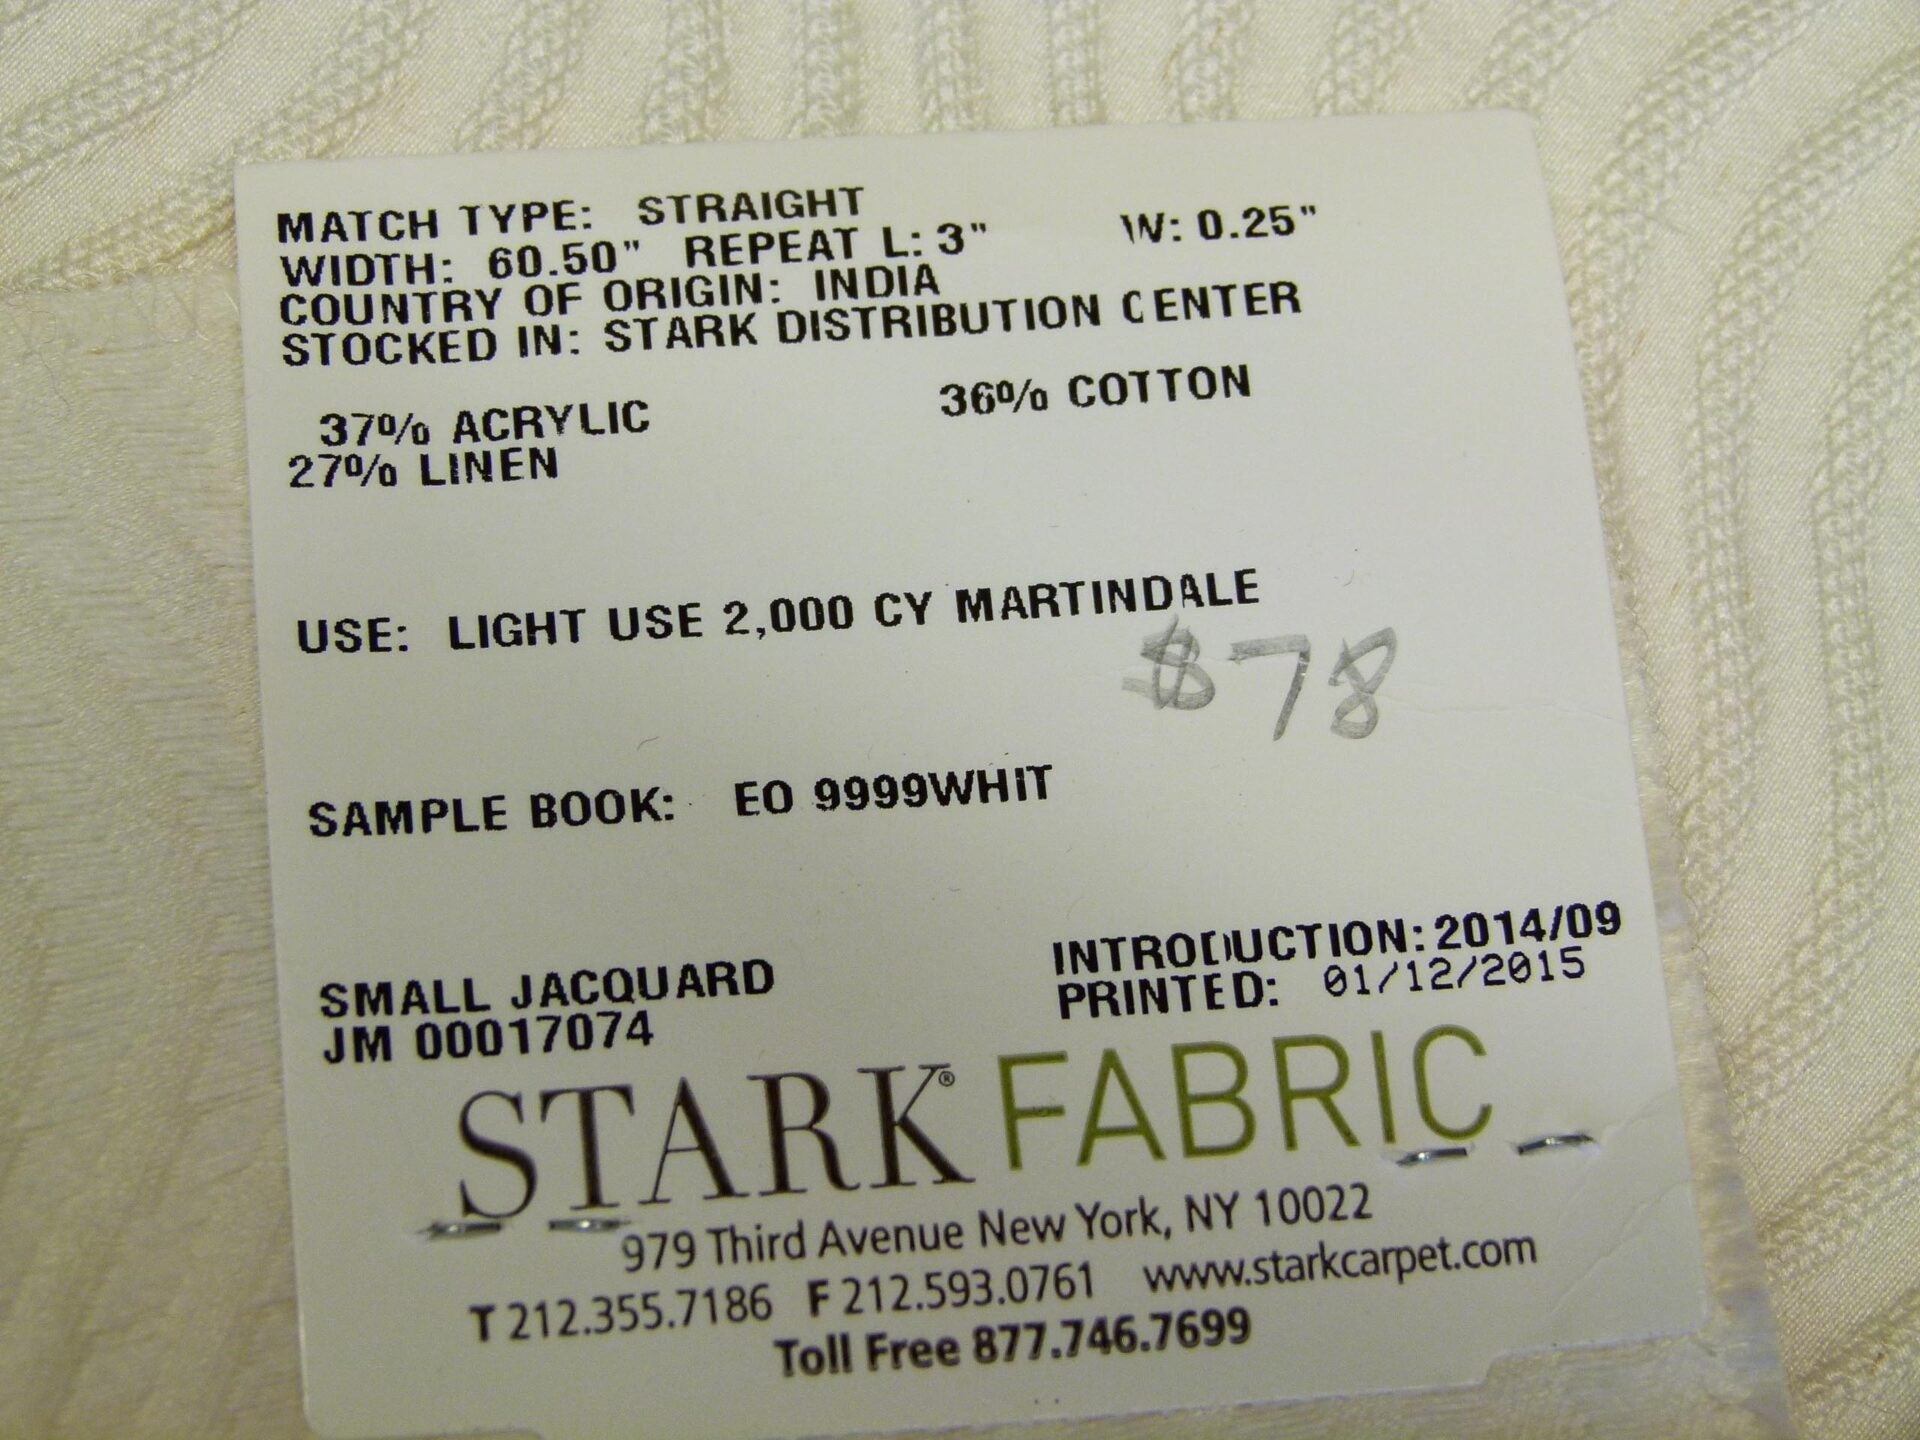 MATCH TYPE: STRAIGHT
WIDTH: 60.50" REPEAT L: 3" W: 0.25"
COUNTRY OF ORIGIN: INDIA
STOCKED IN: STARK DISTRIBUTION CENTER
37% ACRYLIC 36% COTTON
27% LINEN
USE: LIGHT USE 2,000 CY MARTINDALE
$78
SAMPLE BOOK: EO 9999WHIT
INTRODUCTION: 2014/09
SMALL JACQUARD PRINTED: 01/12/2015
JM 00017074
STARK® FABRIC
979 Third Avenue New York, NY 10022
T 212.355.7186 F 212.593.0761 www.starkcarpet.com
Toll Free 877.746.7699